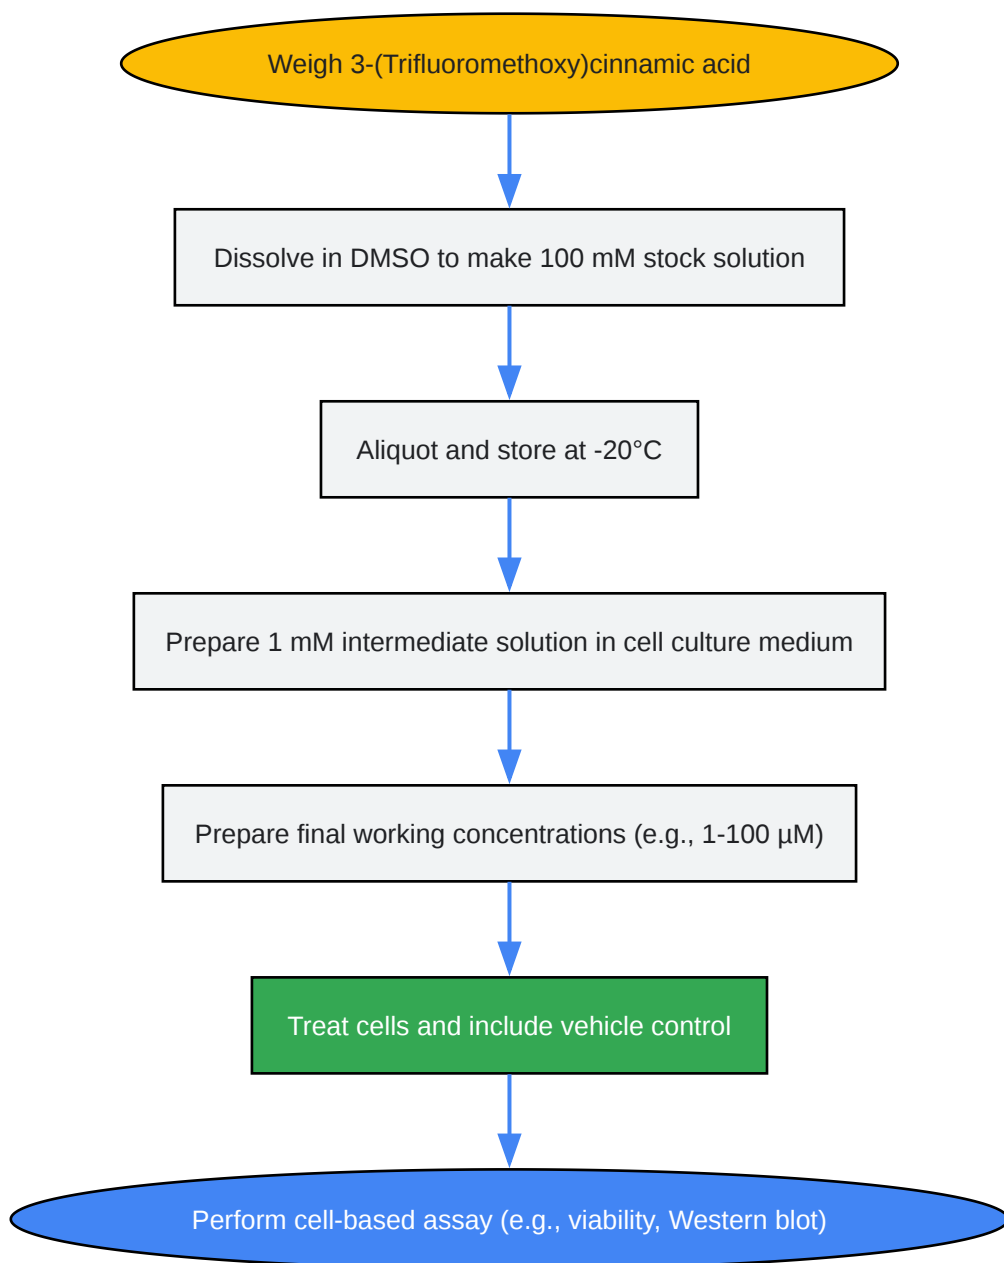 Weigh 3-(Trifluoromethoxy)cinnamic acid
Dissolve in DMSO to make 100 mM stock solution
Aliquot and store at -20°C
Prepare 1 mM intermediate solution in cell culture medium
Prepare final working concentrations (e.g., 1-100 µM)
Treat cells and include vehicle control
Perform cell-based assay (e.g., viability, Western blot)